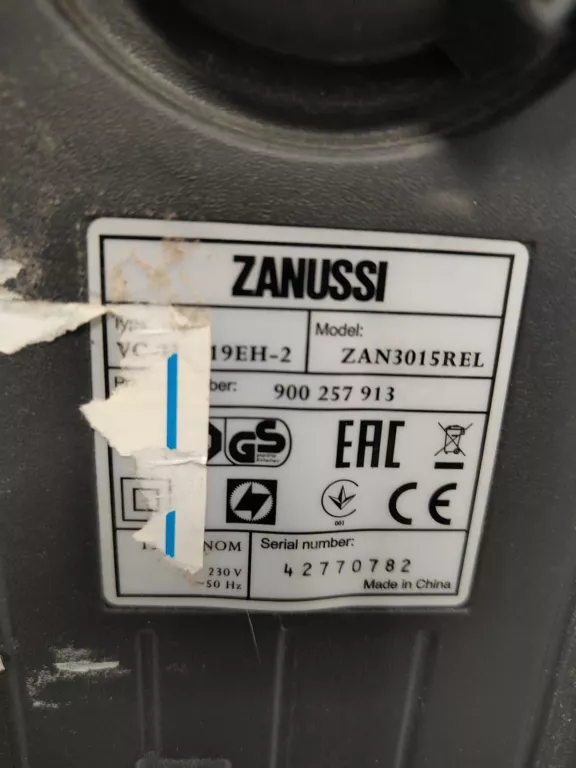 ZANUSSI
Model:
19EH-2 ZAN3015REL
900 257 913
GS
EAC
CE
001
NOM Serial number:
230 V 42770782
50 Hz Made in China